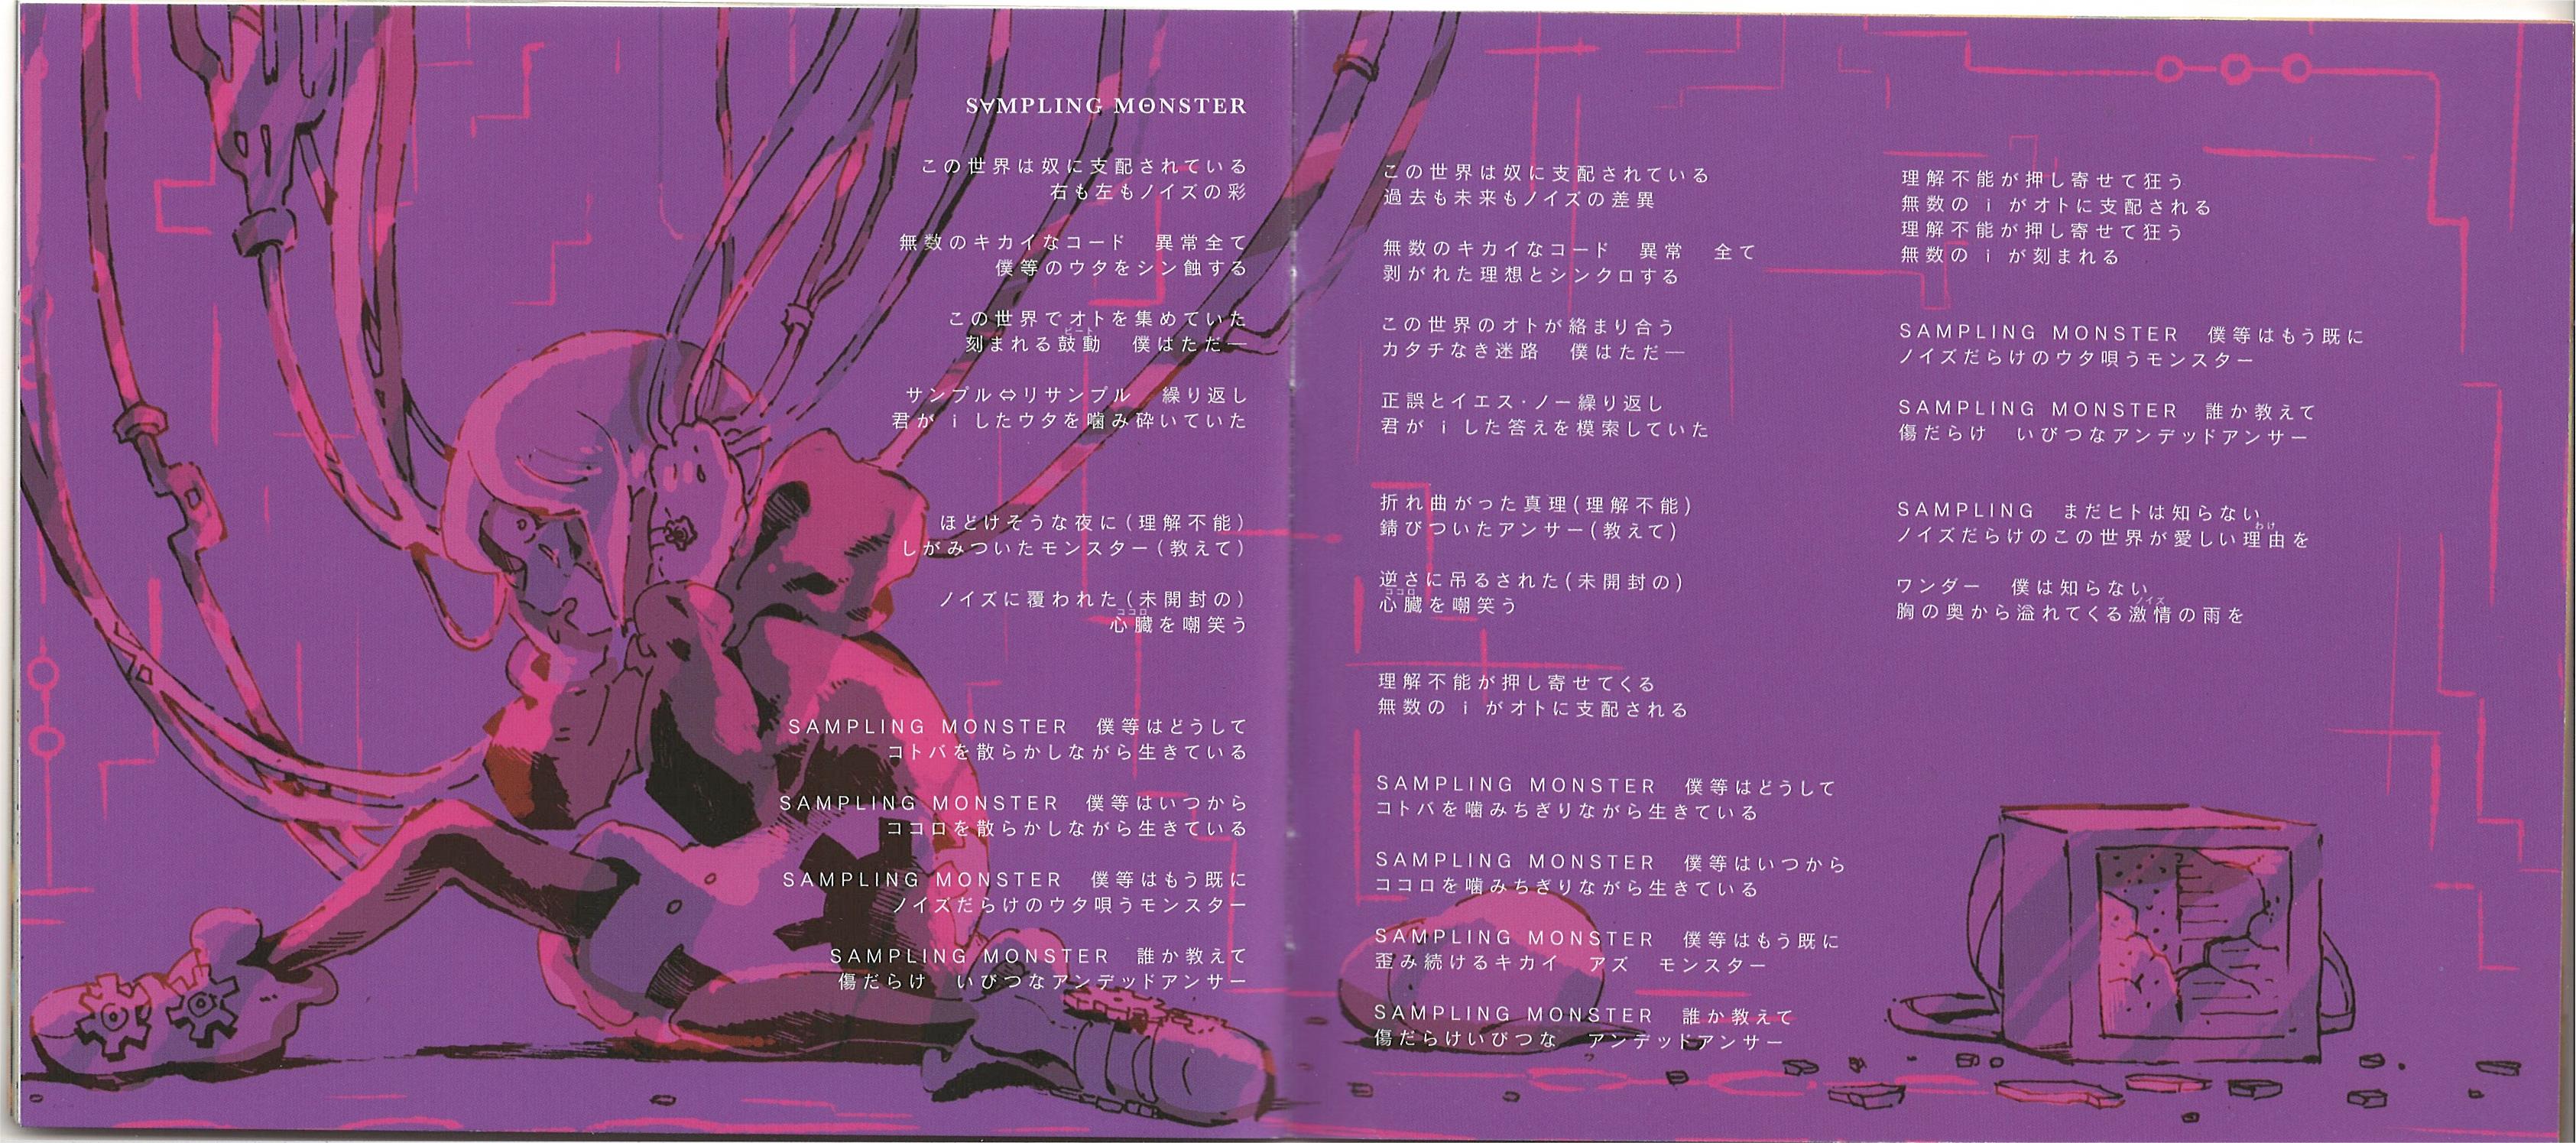 S∀MPLING MΘNSTER
この世界は奴に支配されている
右も左もノイズの彩
無数のキカイなコード　異常全て
僕等のウタをシン蝕する
この世界でオトを集めていた
刻まれる鼓動　僕はただ―
ビート
サンプル⇔リサンプル　繰り返し
君が i したウタを噛み砕いていた
ほどけそうな夜に(理解不能)
しがみついたモンスター(教えて)
ノイズに覆われた(未開封の)
心臓を嘲笑う
ココロ
SAMPLING MONSTER　僕等はどうして
コトバを散らかしながら生きている
SAMPLING MONSTER　僕等はいつから
ココロを散らかしながら生きている
SAMPLING MONSTER　僕等はもう既に
ノイズだらけのウタ唄うモンスター
SAMPLING MONSTER　誰か教えて
傷だらけ　いびつなアンデッドアンサー
この世界は奴に支配されている
過去も未来もノイズの差異
無数のキカイなコード　異常　全て
剥がれた理想とシンクロする
この世界のオトが絡まり合う
カタチなき迷路　僕はただ―
正誤とイエス・ノー繰り返し
君が i した答えを模索していた
折れ曲がった真理(理解不能)
錆びついたアンサー(教えて)
逆さに吊るされた(未開封の)
心臓を嘲笑う
ココロ
理解不能が押し寄せてくる
無数の i がオトに支配される
SAMPLING MONSTER　僕等はどうして
コトバを噛みちぎりながら生きている
SAMPLING MONSTER　僕等はいつから
ココロを噛みちぎりながら生きている
SAMPLING MONSTER　僕等はもう既に
歪み続けるキカイ　アズ　モンスター
SAMPLING MONSTER　誰か教えて
傷だらけいびつな　アンデッドアンサー
理解不能が押し寄せて狂う
無数の i がオトに支配される
理解不能が押し寄せて狂う
無数の i が刻まれる
SAMPLING MONSTER　僕等はもう既に
ノイズだらけのウタ唄うモンスター
SAMPLING MONSTER　誰か教えて
傷だらけ　いびつなアンデッドアンサー
SAMPLING　まだヒトは知らない
ノイズだらけのこの世界が愛しい理由を
わけ
ワンダー　僕は知らない
胸の奥から溢れてくる激情の雨を
ノイズ